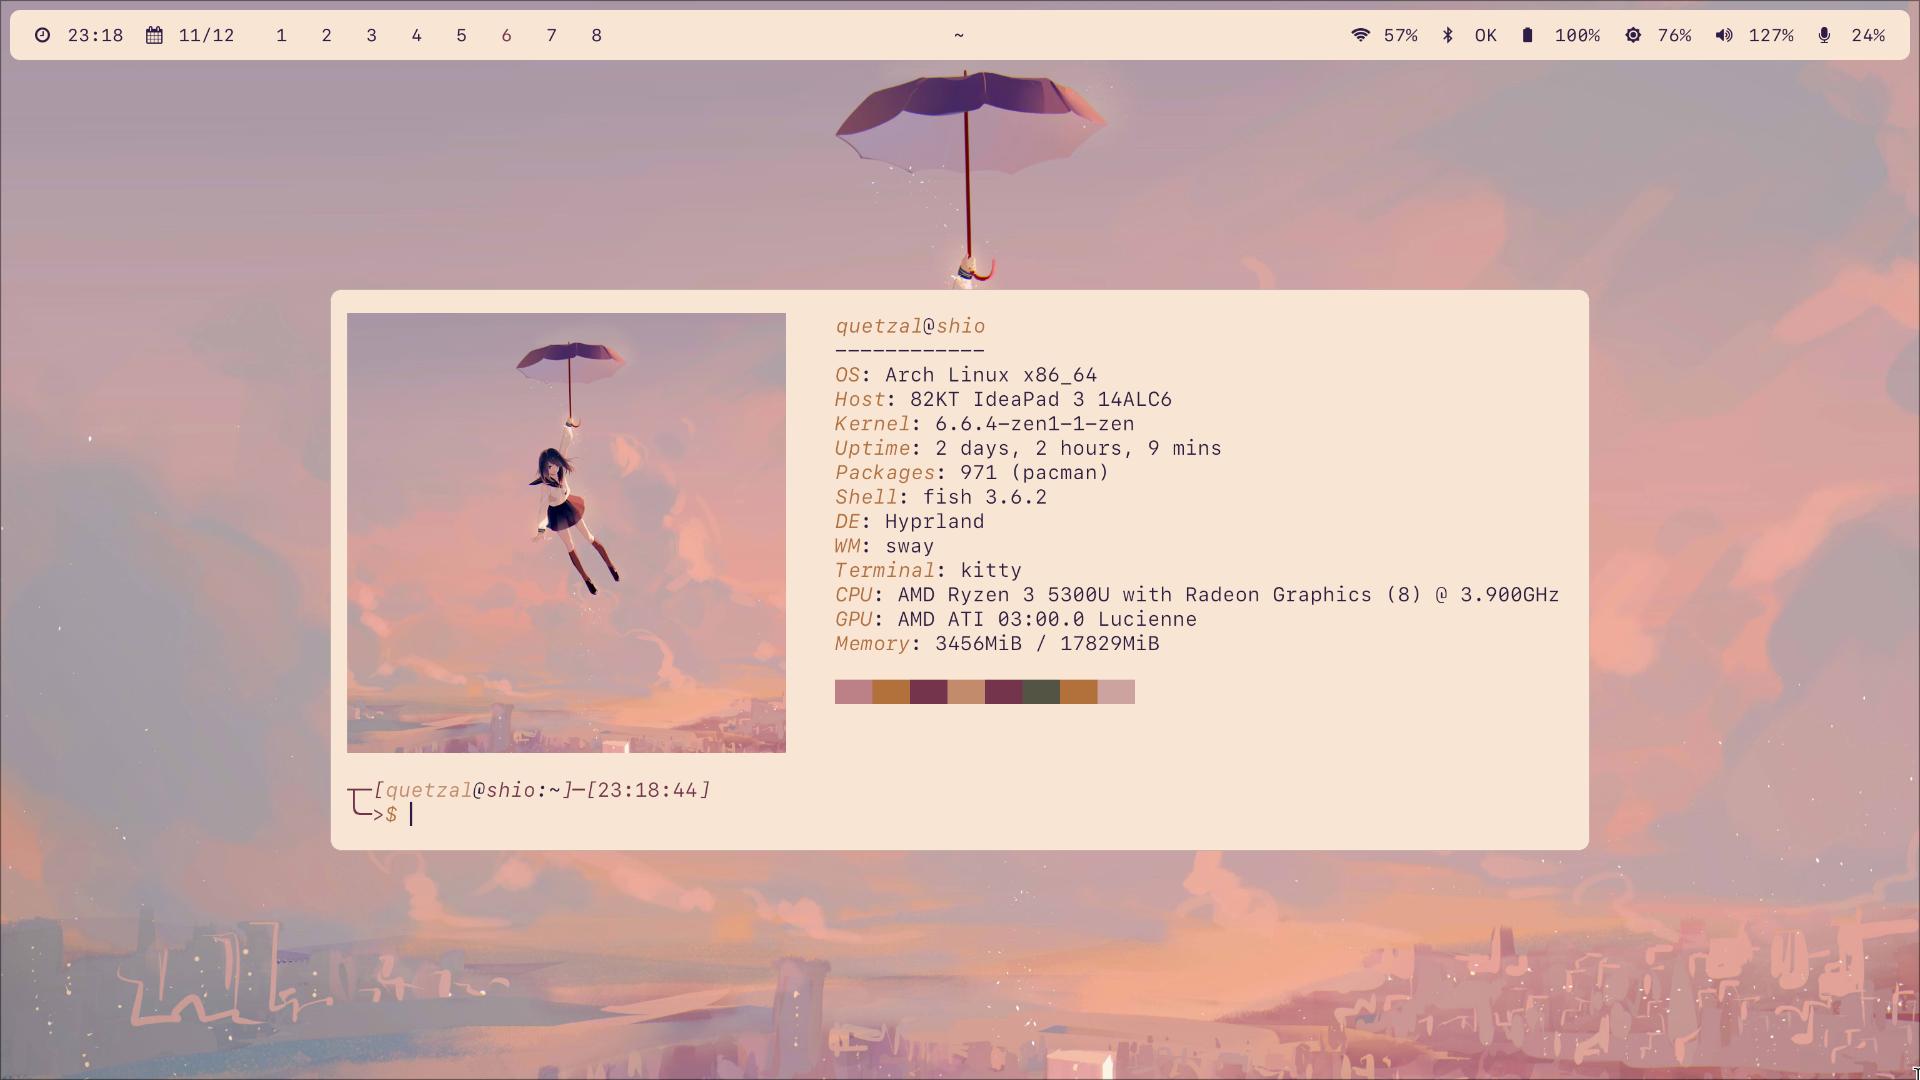 23:18 11/12 1 2 3 4 5 6 7 8 ~ 57% OK 100% 76% 127% 24%
quetzal@shio
------------
OS: Arch Linux x86_64
Host: 82KT IdeaPad 3 14ALC6
Kernel: 6.6.4-zen1-1-zen
Uptime: 2 days, 2 hours, 9 mins
Packages: 971 (pacman)
Shell: fish 3.6.2
DE: Hyprland
WM: sway
Terminal: kitty
CPU: AMD Ryzen 3 5300U with Radeon Graphics (8) @ 3.900GHz
GPU: AMD ATI 03:00.0 Lucienne
Memory: 3456MiB / 17829MiB
┬─[quetzal@shio:~]─[23:18:44]
╰─>$